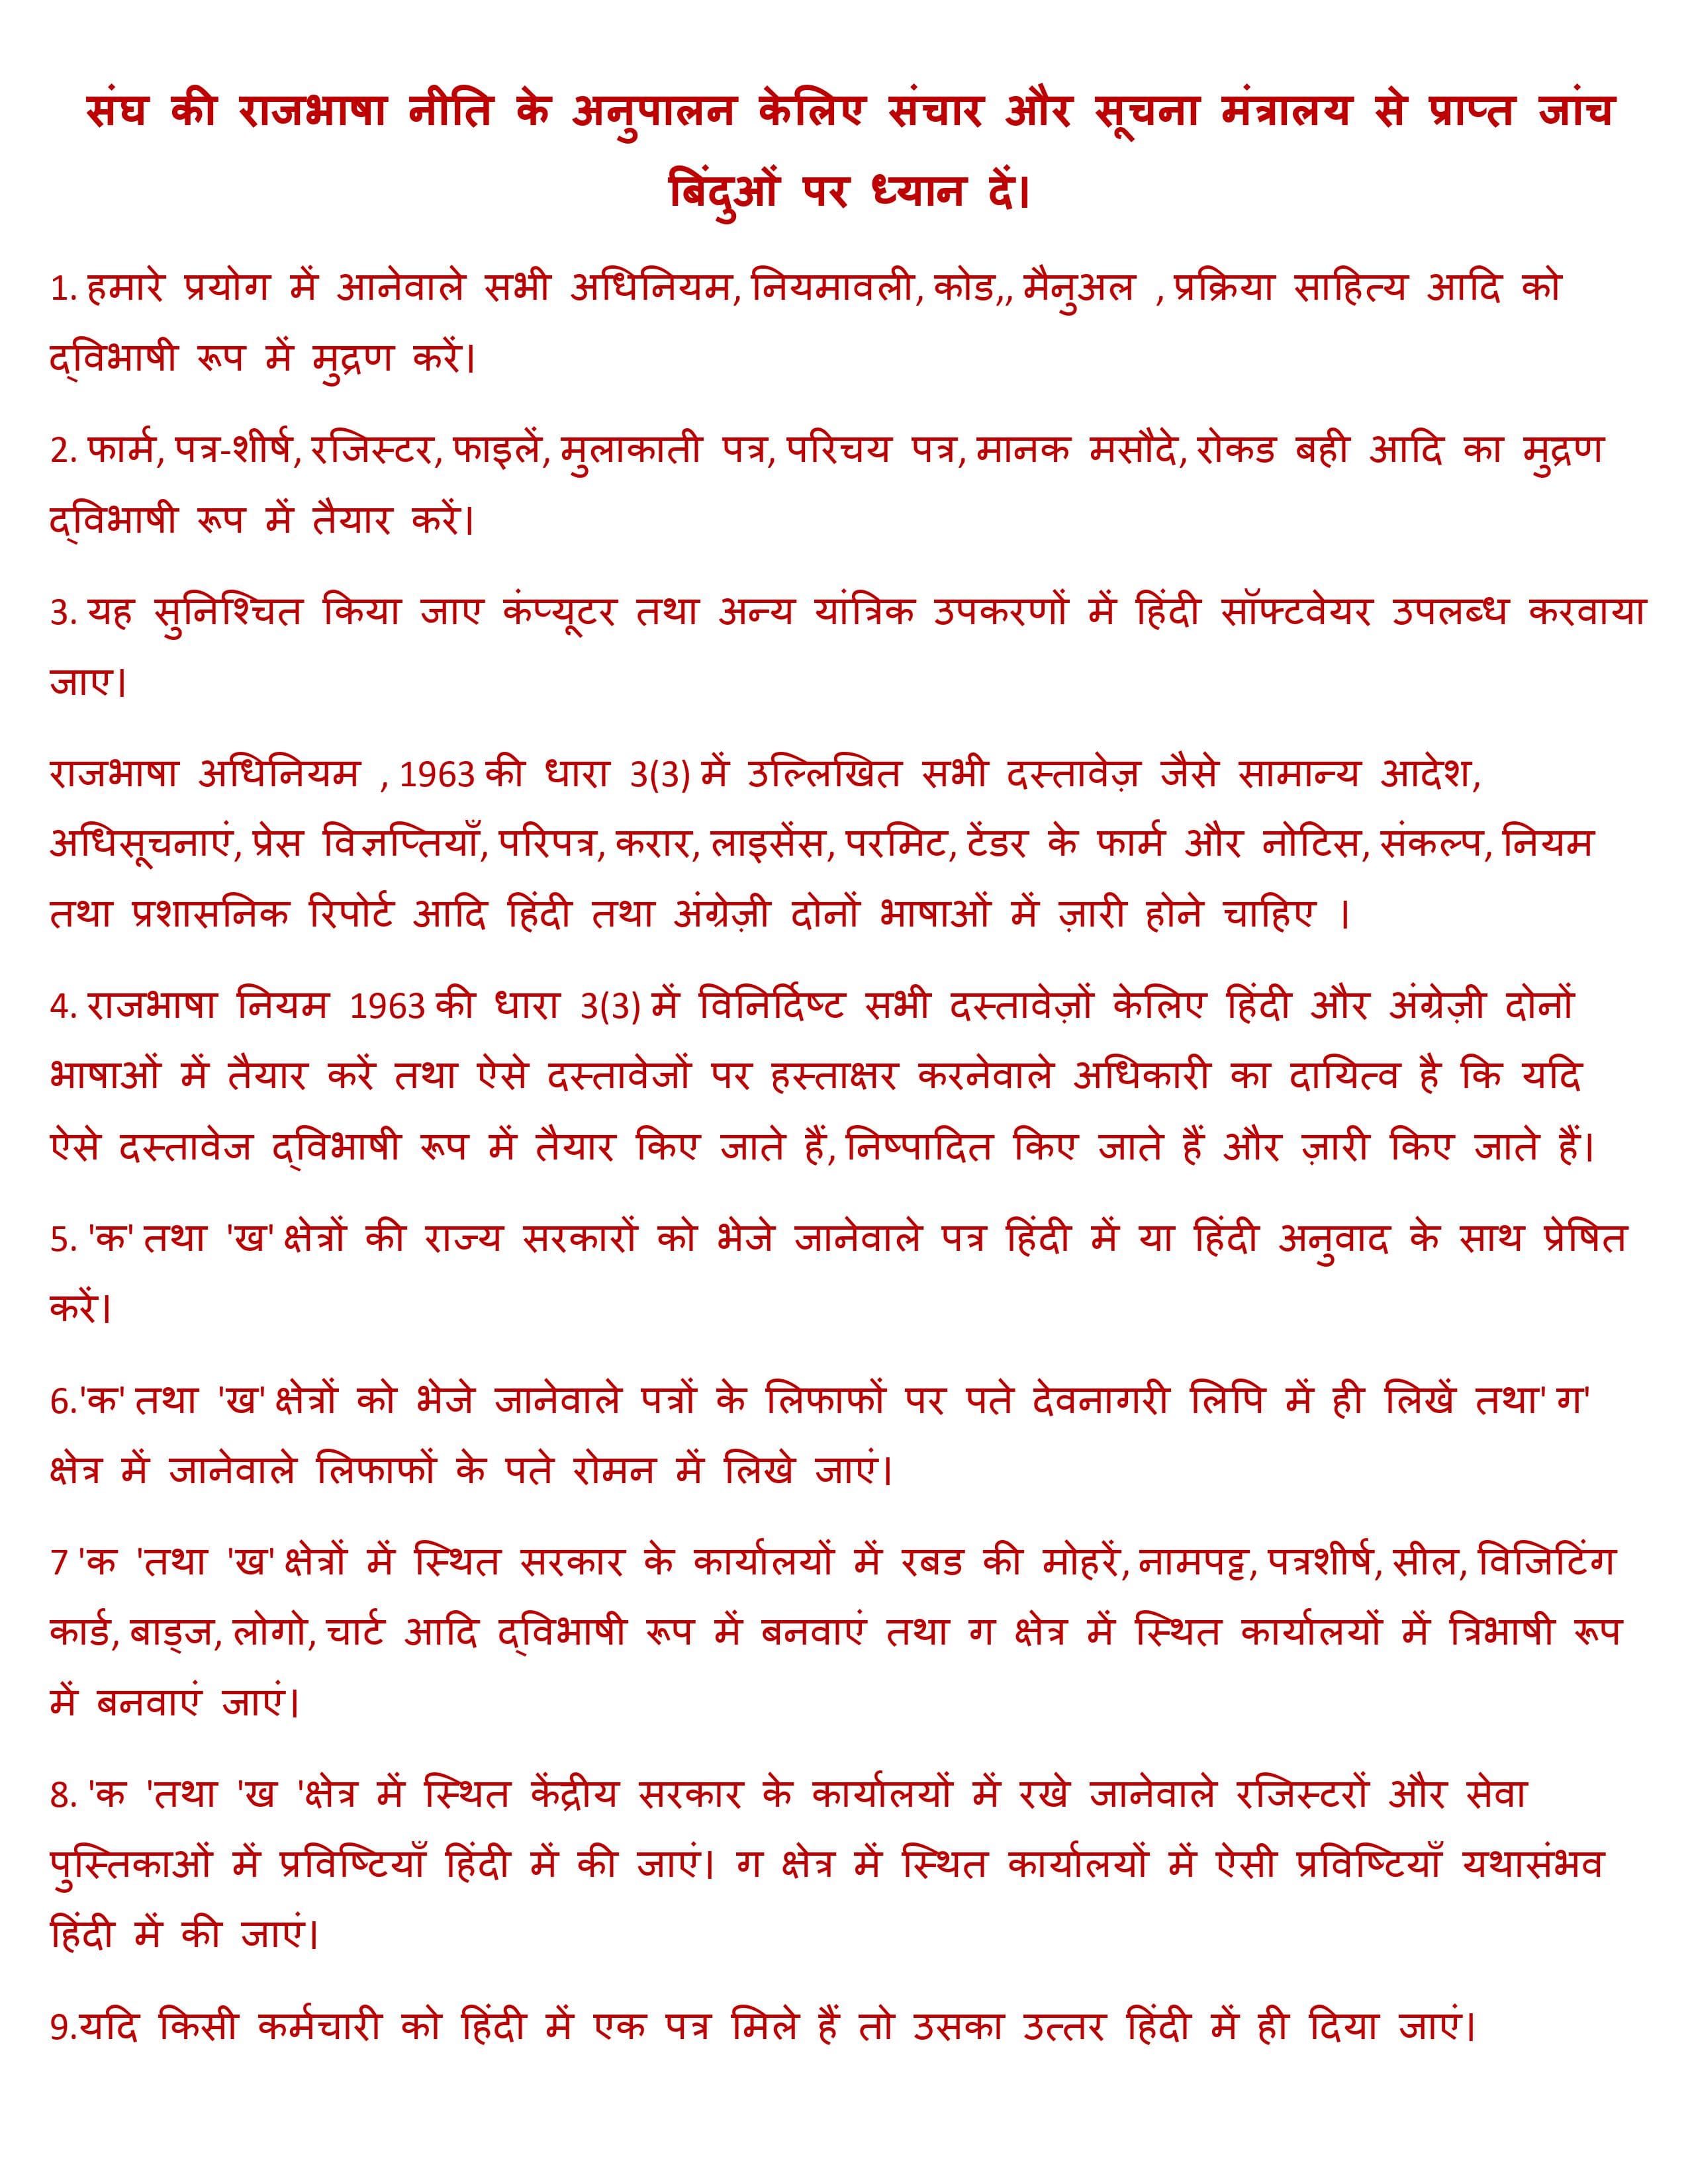 संघ की राजभाषा नीति के अनुपालन केलिए संचार और सूचना मंत्रालय से प्राप्त जांच
बिंदुओं पर ध्यान दें।
1. हमारे प्रयोग में आनेवाले सभी अधिनियम, नियमावली, कोड,, मैनुअल , प्रक्रिया साहित्य आदि को
द्विभाषी रूप में मुद्रण करें।
2. फार्म, पत्र-शीर्ष, रजिस्टर, फाइलें, मुलाकाती पत्र, परिचय पत्र, मानक मसौदे, रोकड बही आदि का मुद्रण
द्विभाषी रूप में तैयार करें।
3. यह सुनिश्चित किया जाए कंप्यूटर तथा अन्य यांत्रिक उपकरणों में हिंदी सॉफ्टवेयर उपलब्ध करवाया
जाए।
राजभाषा अधिनियम , 1963 की धारा 3(3) में उल्लिखित सभी दस्तावेज़ जैसे सामान्य आदेश,
अधिसूचनाएं, प्रेस विज्ञप्तियाँ, परिपत्र, करार, लाइसेंस, परमिट, टेंडर के फार्म और नोटिस, संकल्प, नियम
तथा प्रशासनिक रिपोर्ट आदि हिंदी तथा अंग्रेज़ी दोनों भाषाओं में ज़ारी होने चाहिए ।
4. राजभाषा नियम 1963 की धारा 3(3) में विनिर्दिष्ट सभी दस्तावेज़ों केलिए हिंदी और अंग्रेज़ी दोनों
भाषाओं में तैयार करें तथा ऐसे दस्तावेजों पर हस्ताक्षर करनेवाले अधिकारी का दायित्व है कि यदि
ऐसे दस्तावेज द्विभाषी रूप में तैयार किए जाते हैं, निष्पादित किए जाते हैं और ज़ारी किए जाते हैं।
5. 'क' तथा 'ख' क्षेत्रों की राज्य सरकारों को भेजे जानेवाले पत्र हिंदी में या हिंदी अनुवाद के साथ प्रेषित
करें।
6.'क' तथा 'ख' क्षेत्रों को भेजे जानेवाले पत्रों के लिफाफों पर पते देवनागरी लिपि में ही लिखें तथा' ग'
क्षेत्र में जानेवाले लिफाफों के पते रोमन में लिखे जाएं।
7 'क 'तथा 'ख' क्षेत्रों में स्थित सरकार के कार्यालयों में रबड की मोहरें, नामपट्ट, पत्रशीर्ष, सील, विजिटिंग
कार्ड, बाड्ज, लोगो, चार्ट आदि द्विभाषी रूप में बनवाएं तथा ग क्षेत्र में स्थित कार्यालयों में त्रिभाषी रूप
में बनवाएं जाएं।
8. 'क 'तथा 'ख 'क्षेत्र में स्थित केंद्रीय सरकार के कार्यालयों में रखे जानेवाले रजिस्टरों और सेवा
पुस्तिकाओं में प्रविष्टियाँ हिंदी में की जाएं। ग क्षेत्र में स्थित कार्यालयों में ऐसी प्रविष्टियाँ यथासंभव
हिंदी में की जाएं।
9.यदि किसी कर्मचारी को हिंदी में एक पत्र मिले हैं तो उसका उत्तर हिंदी में ही दिया जाएं।